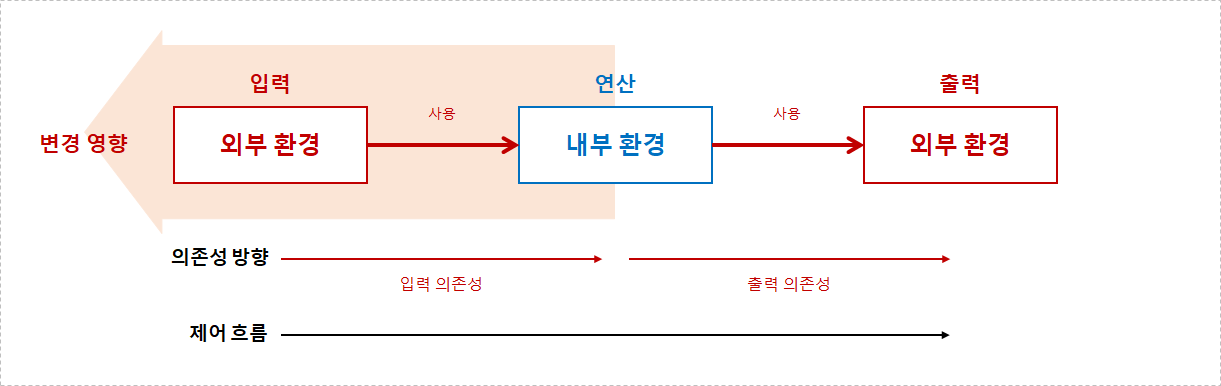 입력
연산
출력
사용
사용
변경 영향
외부 환경
내부 환경
외부 환경
의존성 방향
입력 의존성
출력 의존성
제어 흐름